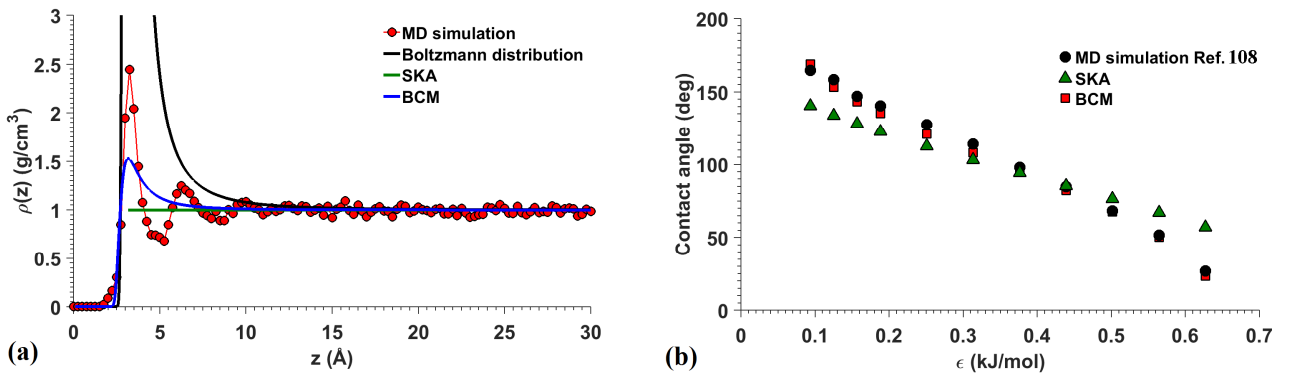 3
2.5
2
1.5
1
0.5
0
ρ(z) (g/cm³)
MD simulation
Boltzmann distribution
SKA
BCM
0 5 10 15 20 25 30
z (Å)
(a)
200
150
100
50
0
Contact angle (deg)
MD simulation Ref. 108
SKA
BCM
0 0.1 0.2 0.3 0.4 0.5 0.6 0.7
ϵ (kJ/mol)
(b)